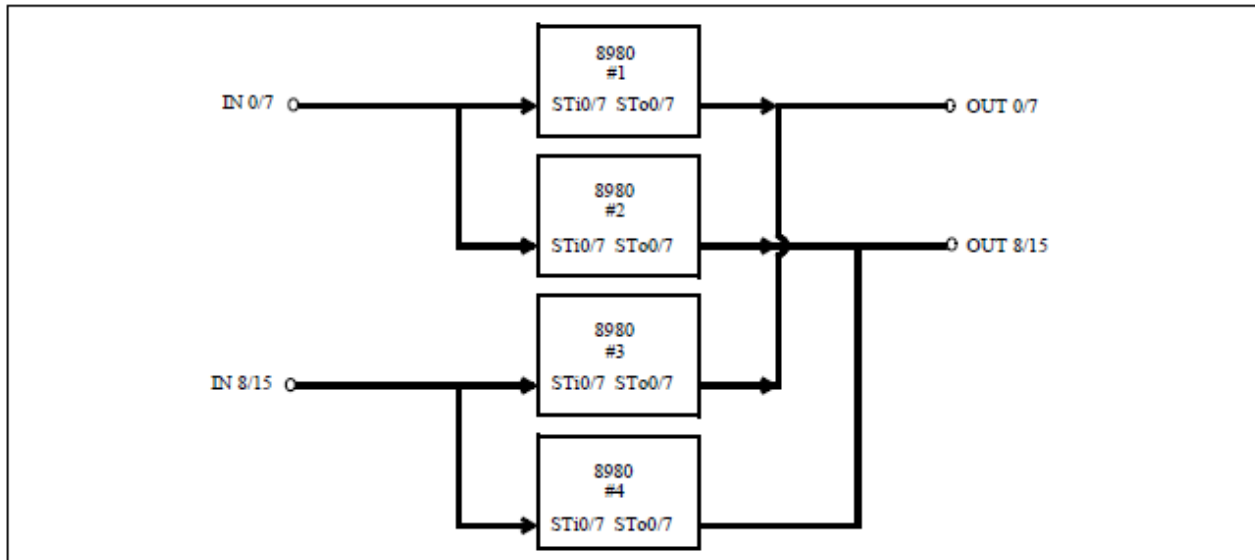 8980
#1
IN 0/7
STi0/7 STo0/7
OUT 0/7
8980
#2
STi0/7 STo0/7
OUT 8/15
8980
#3
IN 8/15
STi0/7 STo0/7
8980
#4
STi0/7 STo0/7